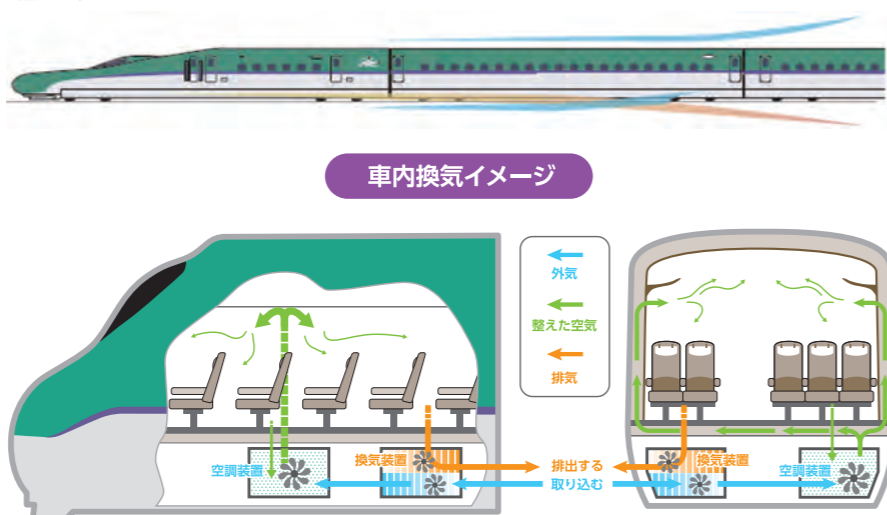 車内換気イメージ
外気
整えた空気
排気
空調装置
換気装置
排出する
取り込む
換気装置
空調装置